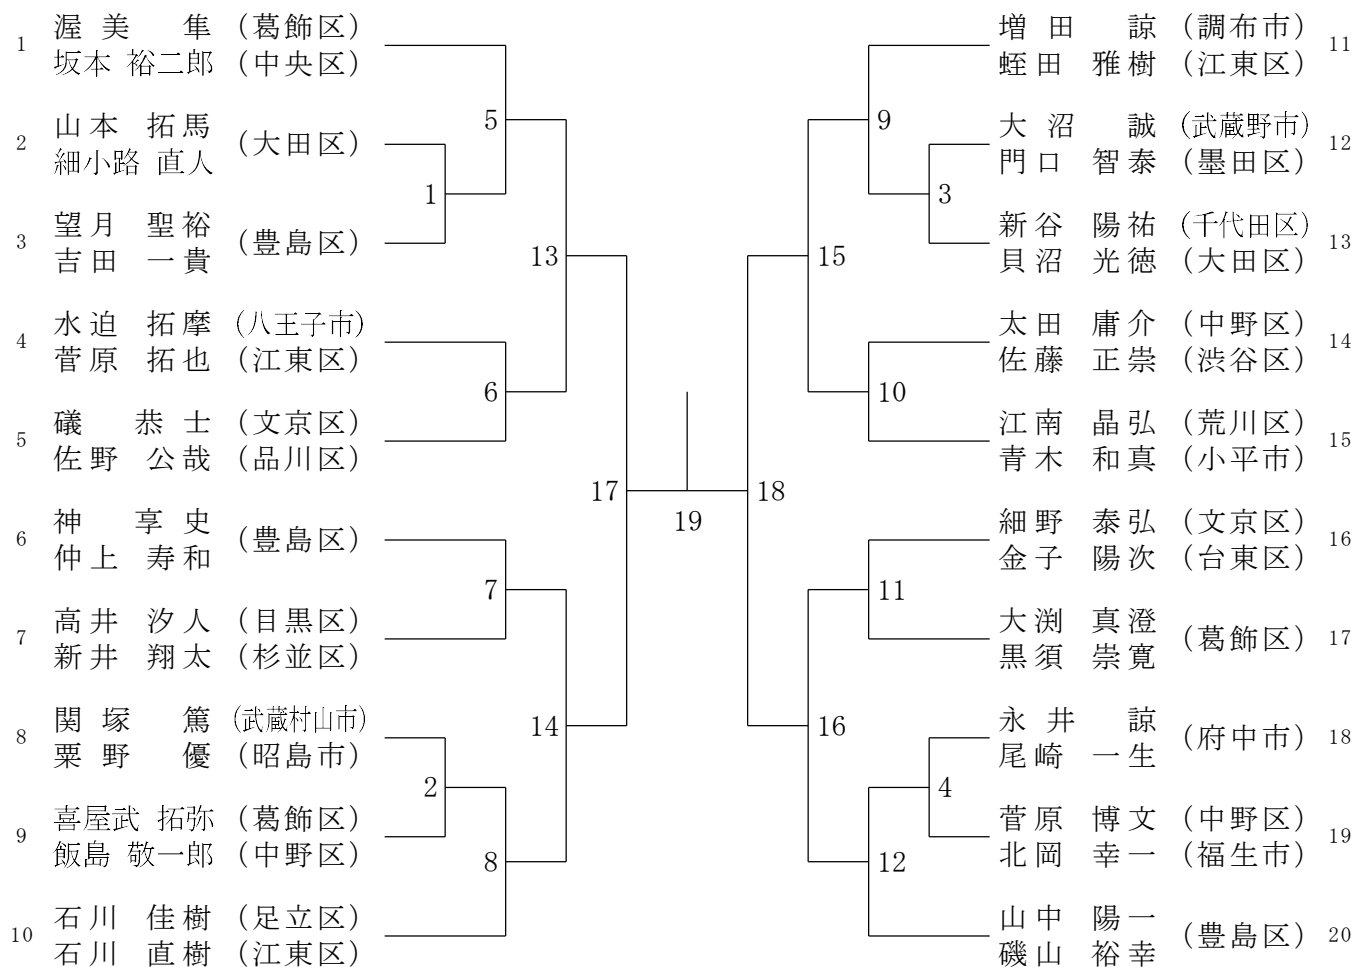 1 渥美 隼 (葛飾区)
坂本 裕二郎 (中央区)
2 山本 拓馬 (大田区)
細小路 直人
3 望月 聖裕 (豊島区)
吉田 一貴
4 水迫 拓摩 (八王子市)
菅原 拓也 (江東区)
5 礒 恭士 (文京区)
佐野 公哉 (品川区)
6 神 享史 (豊島区)
仲上 寿和
7 高井 汐人 (目黒区)
新井 翔太 (杉並区)
8 関塚 篤 (武蔵村山市)
粟野 優 (昭島市)
9 喜屋武 拓弥 (葛飾区)
飯島 敬一郎 (中野区)
10 石川 佳樹 (足立区)
石川 直樹 (江東区)
5
1
13
6
17
7
14
2
8
19
9
3
15
10
18
11
16
4
12
増田 諒 (調布市) 11
蛭田 雅樹 (江東区)
大沼 誠 (武蔵野市) 12
門口 智泰 (墨田区)
新谷 陽祐 (千代田区) 13
貝沼 光徳 (大田区)
太田 庸介 (中野区) 14
佐藤 正崇 (渋谷区)
江南 晶弘 (荒川区) 15
青木 和真 (小平市)
細野 泰弘 (文京区) 16
金子 陽次 (台東区)
大渕 真澄 (葛飾区) 17
黒須 崇寛
永井 諒 (府中市) 18
尾崎 一生
菅原 博文 (中野区) 19
北岡 幸一 (福生市)
山中 陽一 (豊島区) 20
磯山 裕幸